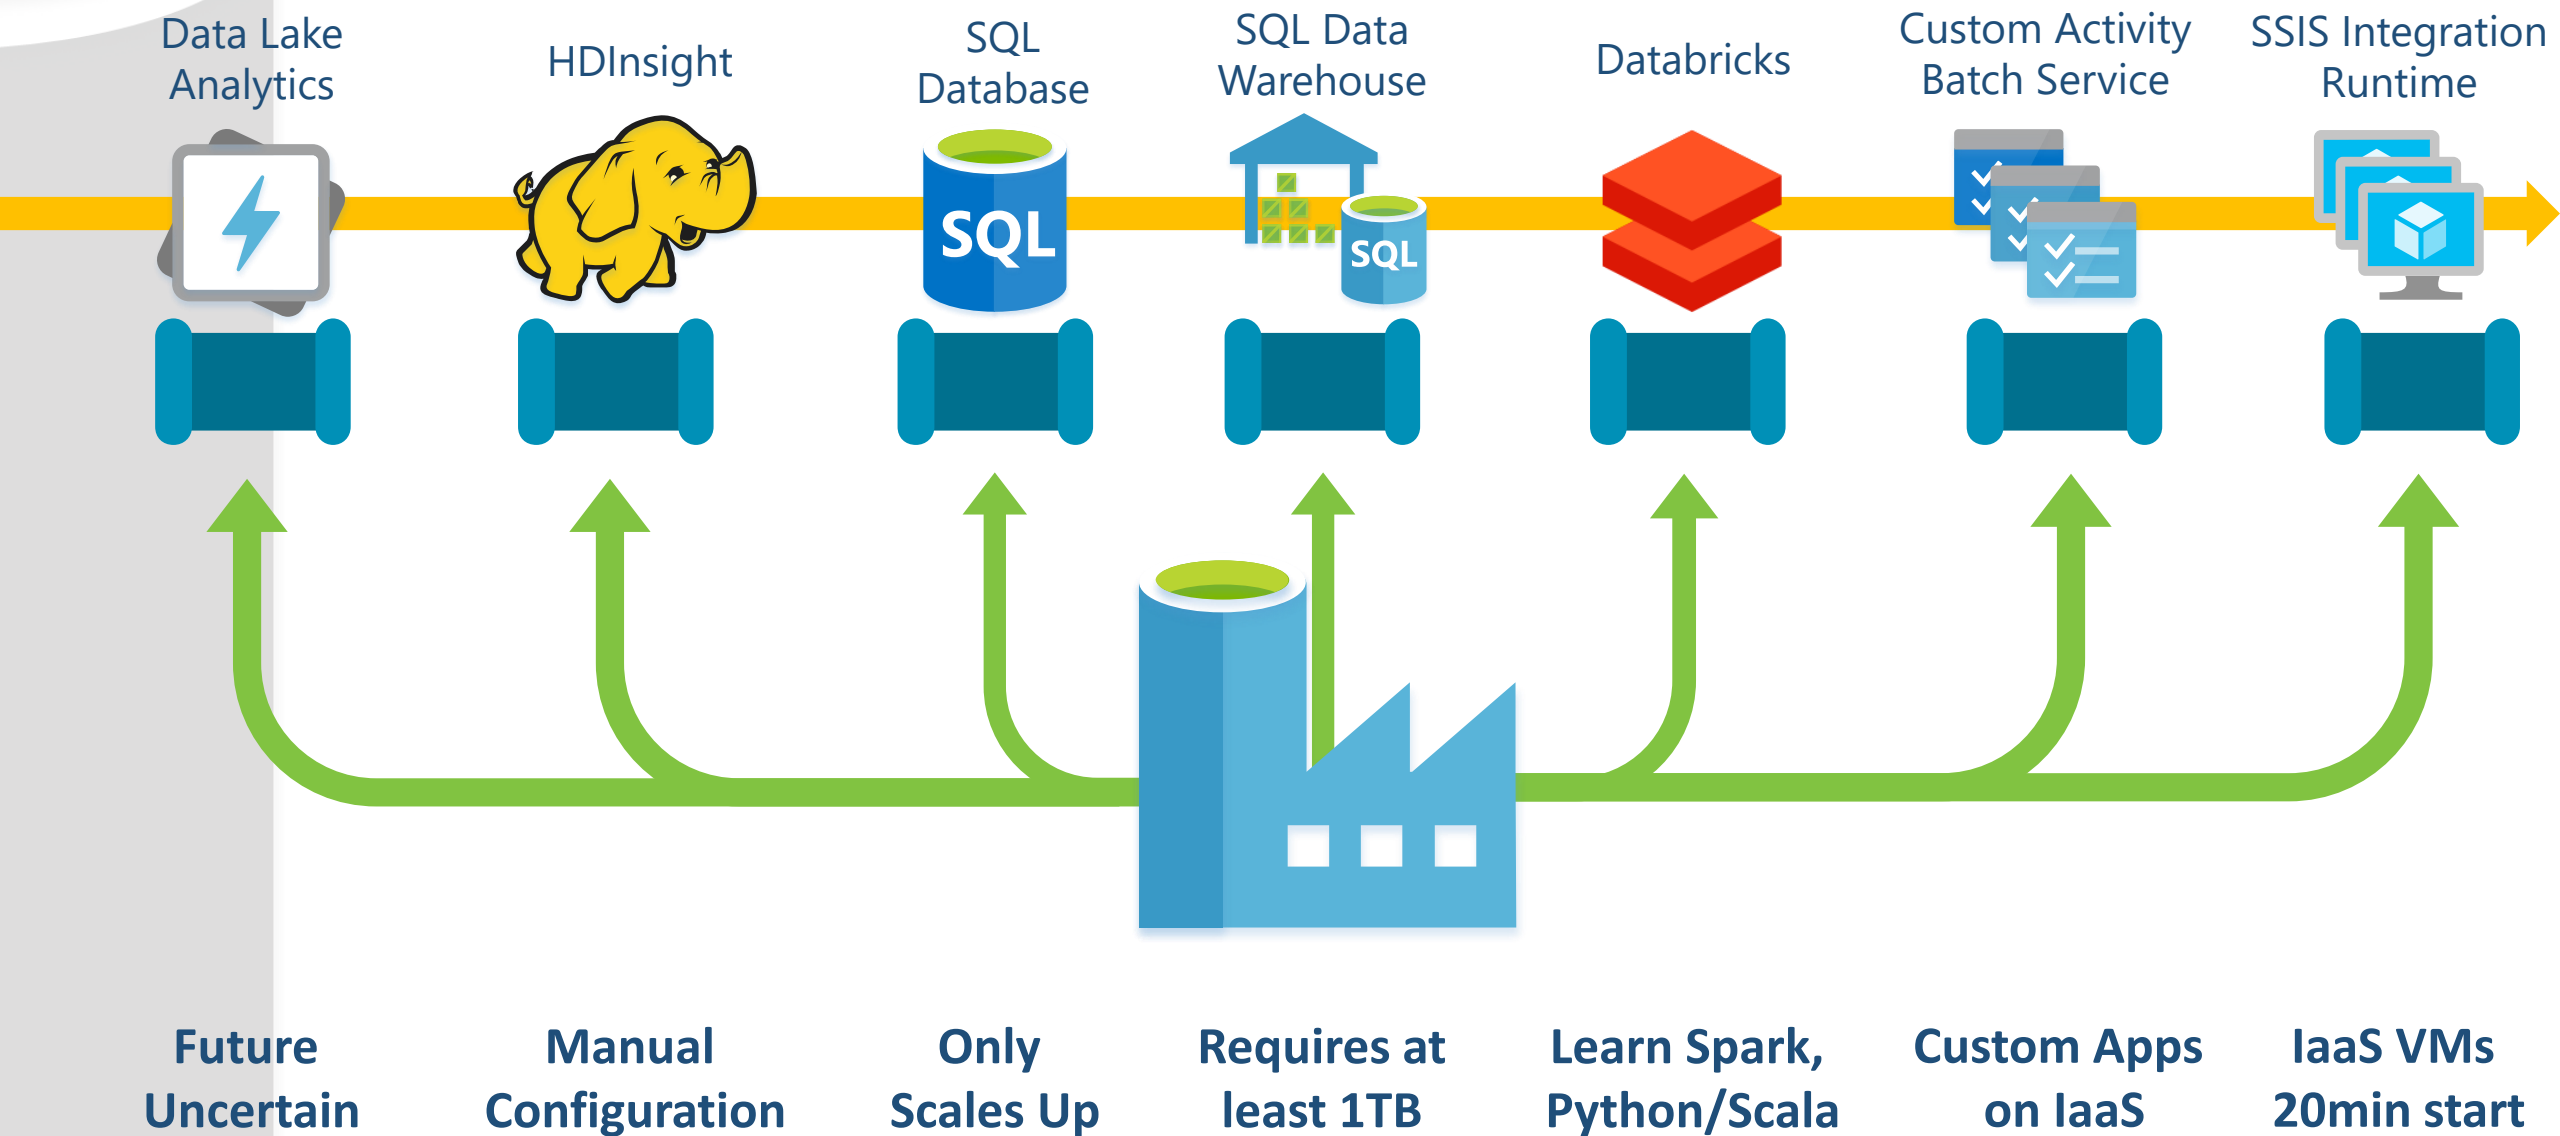 Data Lake
Analytics
HDInsight
SQL
Database
SQL Data
Warehouse
Databricks
Custom Activity
Batch Service
SSIS Integration
Runtime
SQL
SQL
Future
Uncertain
Manual
Configuration
Only
Scales Up
Requires at
least 1TB
Learn Spark,
Python/Scala
Custom Apps
on IaaS
IaaS VMs
20min start